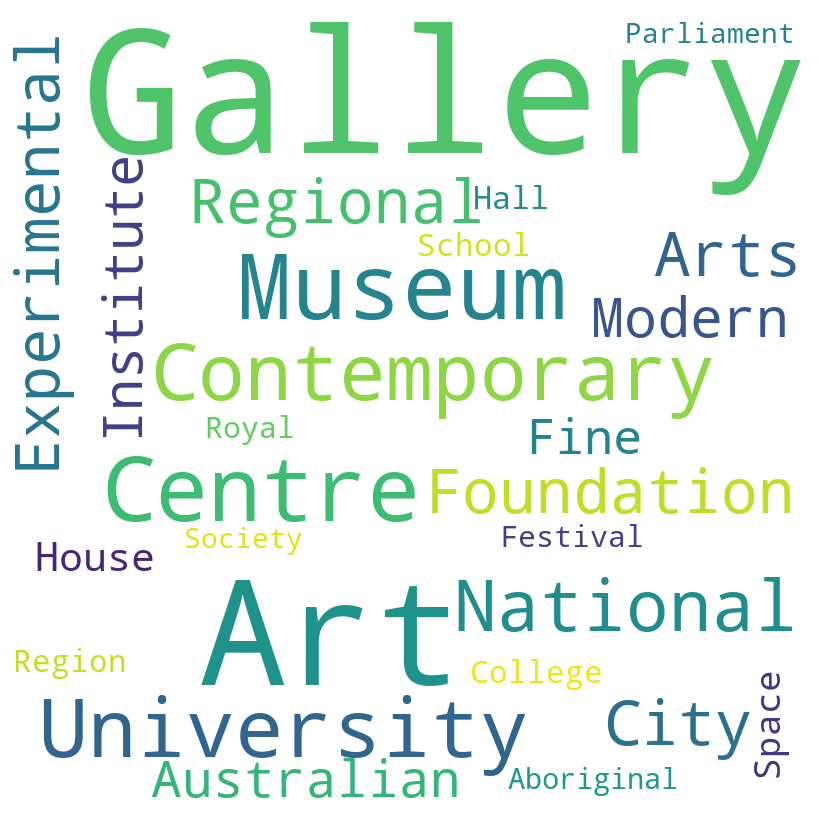 Parliament
Gallery
Experimental
Institute
Regional
Hall
School
Arts
Museum
Modern
Contemporary
Royal
Fine
Centre
Foundation
Society
Festival
House
Art
National
Region
College
University
City
Space
Australian
Aboriginal